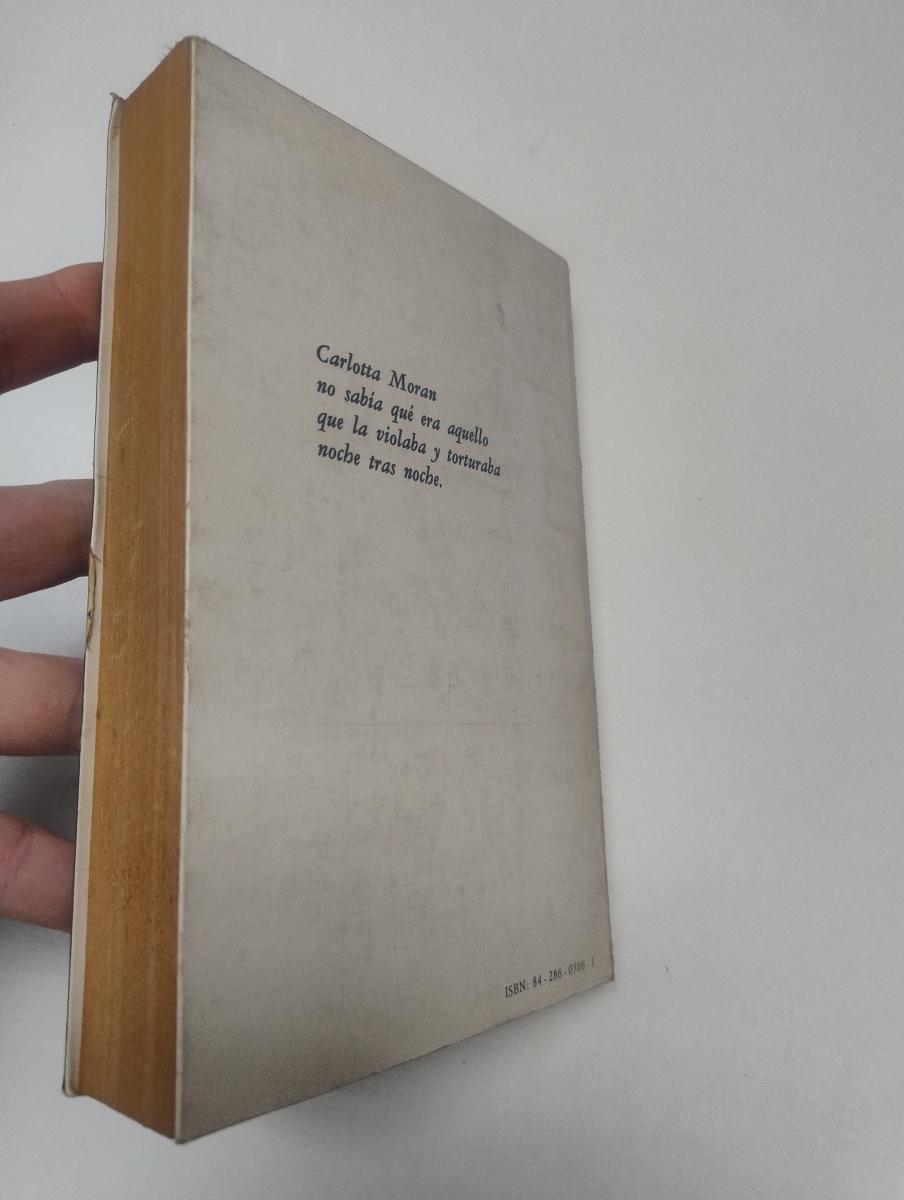 Carlotta Moran
no sabía qué era aquello
que la violaba y torturaba
noche tras noche.
ISBN: 84 - 286 - 0566 - 1